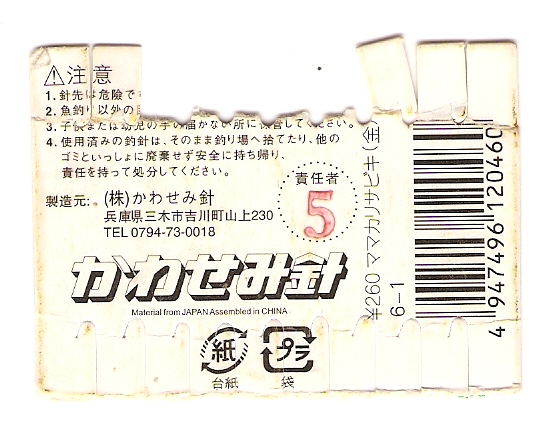 ⚠注意
1. 針先は危険で
2. 魚釣り以外の
3. 子供または幼児の手の届かない所に保管してください。
4. 使用済みの釣針は、そのまま釣り場へ捨てたり、他の
ゴミといっしょに廃棄せず安全に持ち帰り、
責任を持って処分してください。
製造元: (株)かわせみ針
兵庫県三木市吉川町山上230
TEL 0794-73-0018
責任者
5
かわせみ針
Material from JAPAN Assembled in CHINA
紙
台紙
プラ
袋
¥260 ママカリサビキ(金)
6-1
4 947496 120460